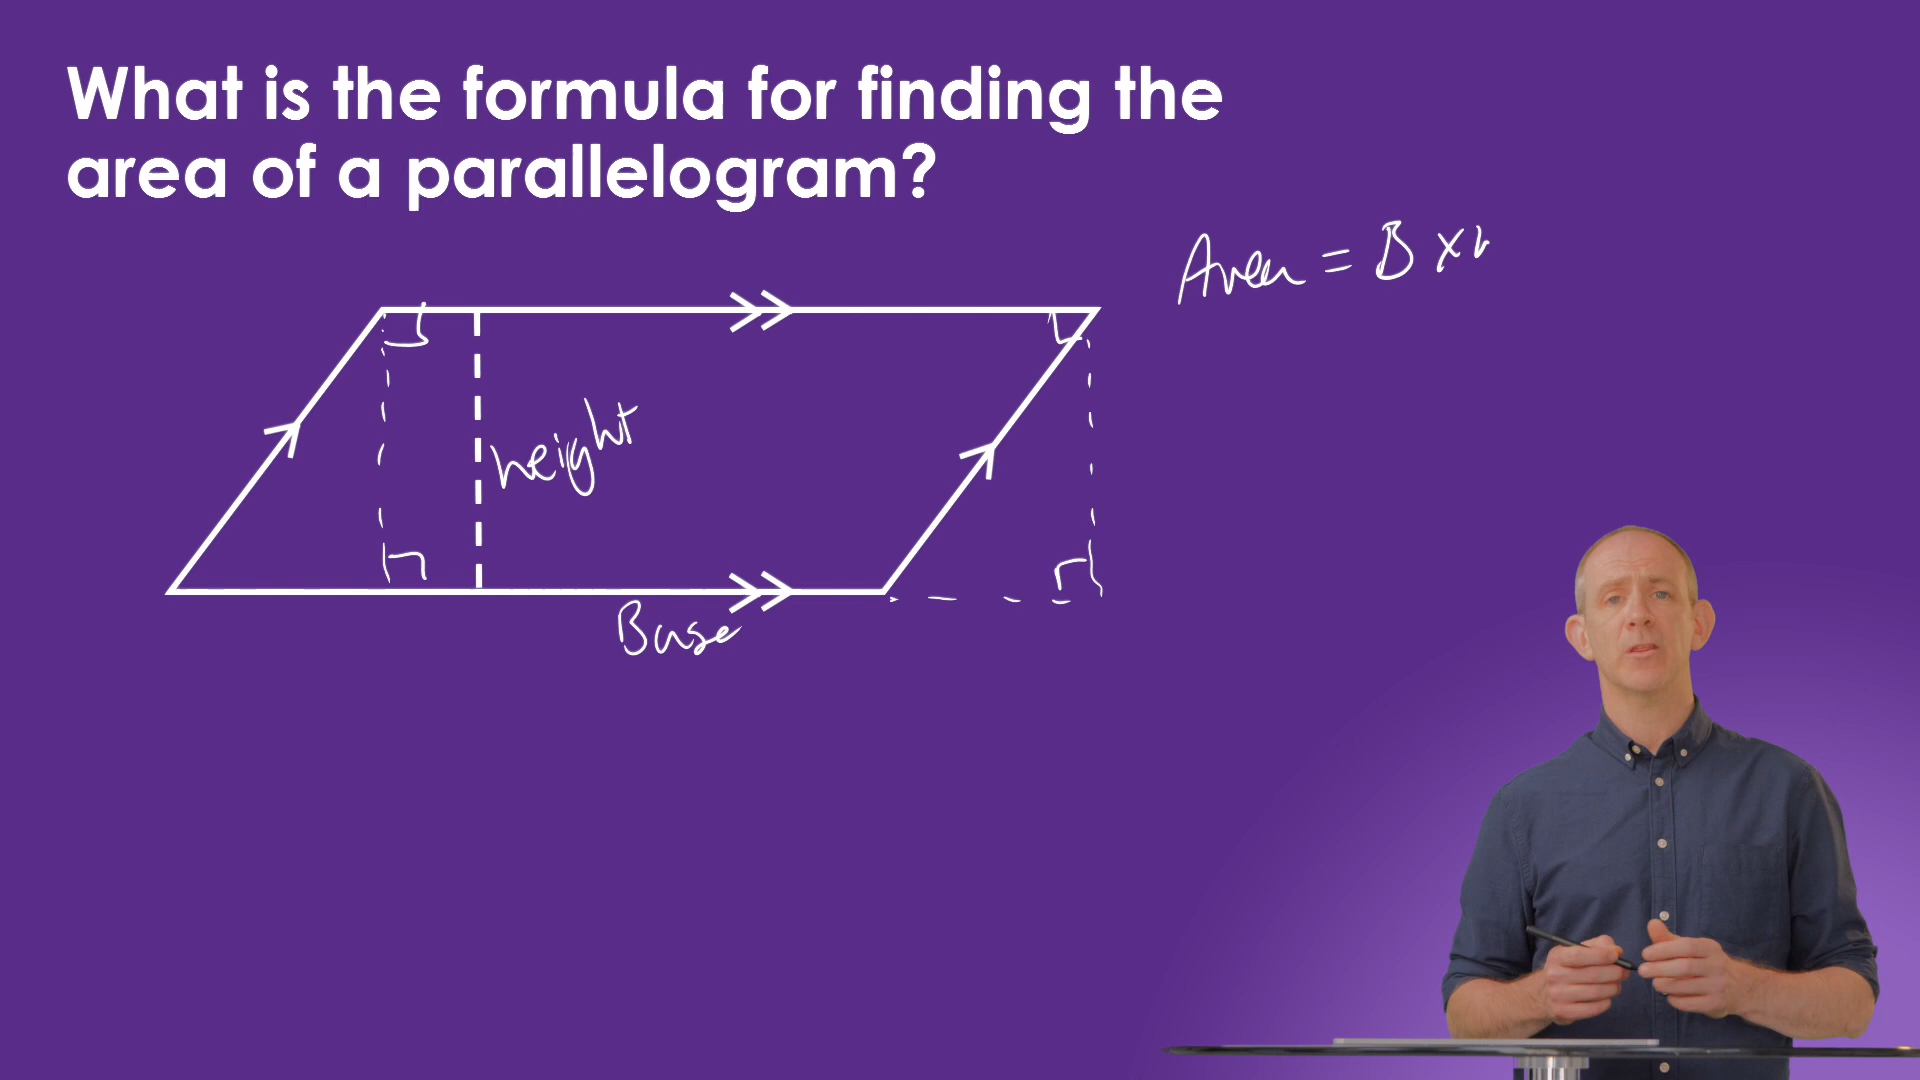 What is the formula for finding the
area of a parallelogram?
Area = B x
height
Base